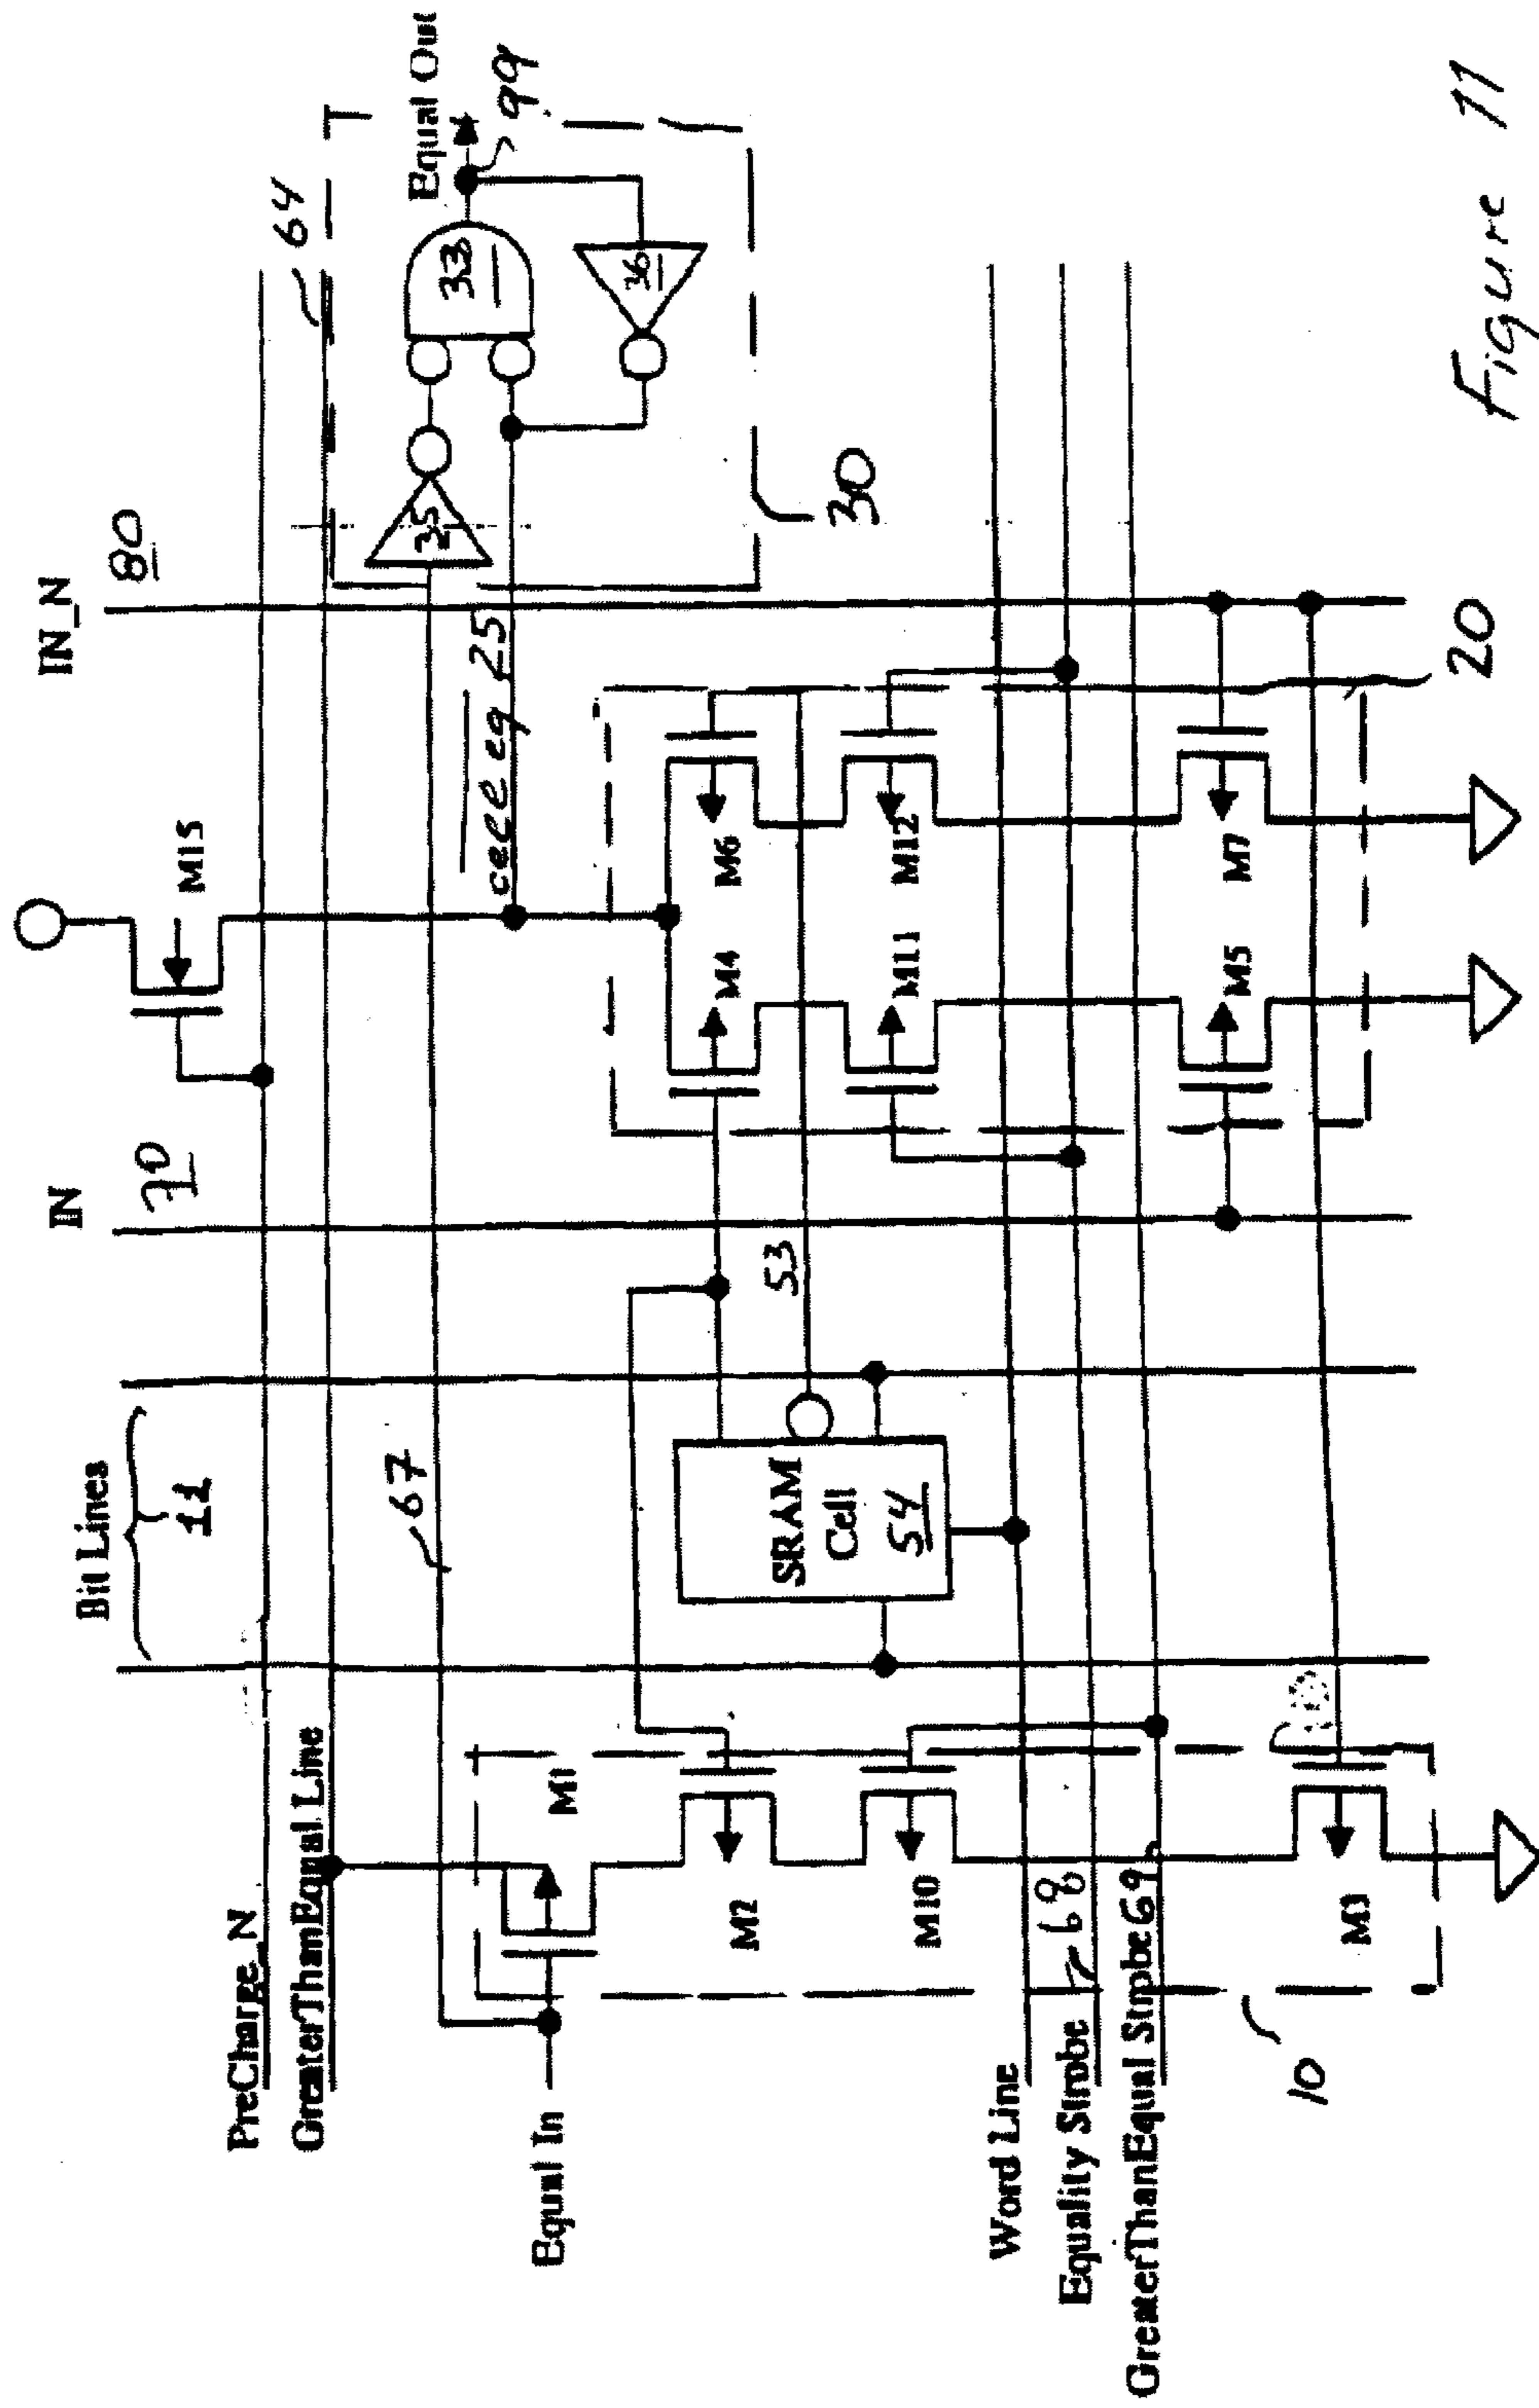 Bit Lines
11
IN
70
IN_N
80
PreCharge_N
GreaterThanEqual Line
64
M15
67
Equal In
M1
cell eq 25
35
33
36
Equal Out
99
30
M2
M10
M3
SRAM
Cell
54
53
M4
M6
M11
M12
M5
M7
20
Word Line
Equality Strobe
68
GreaterThanEqual Strobe 69
10
Figure 11